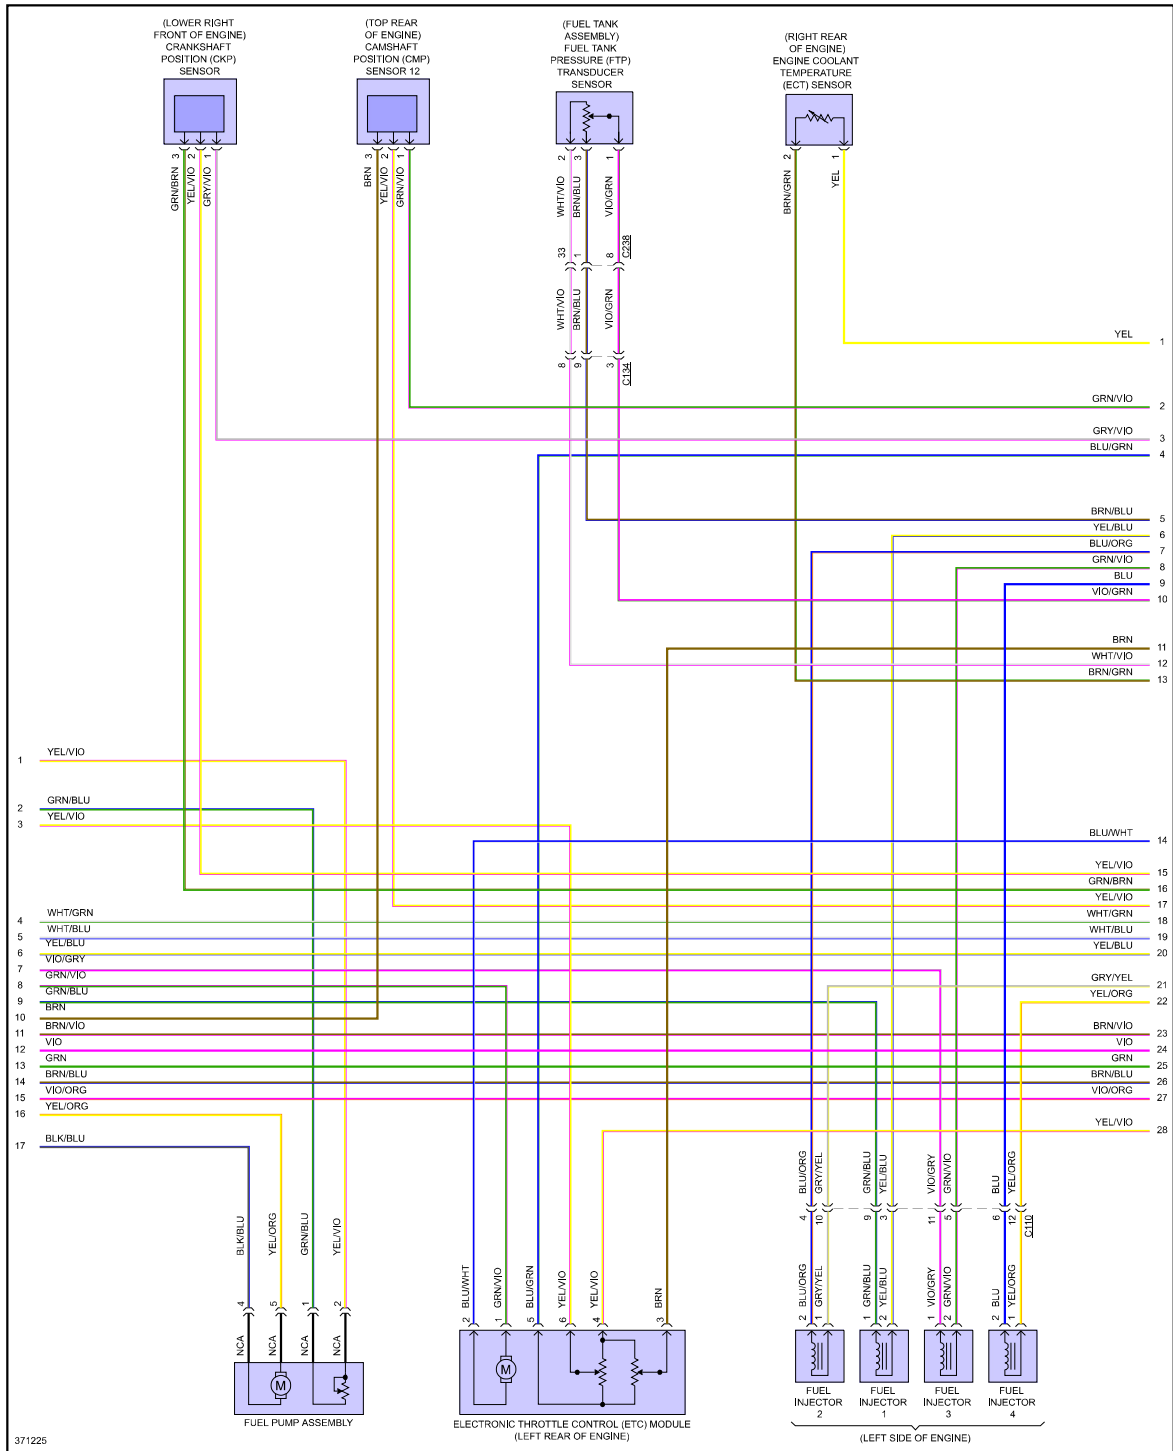 (LOWER RIGHT
FRONT OF ENGINE)
CRANKSHAFT
POSITION (CKP)
SENSOR
(TOP REAR
OF ENGINE)
CAMSHAFT
POSITION (CMP)
SENSOR 12
(FUEL TANK
ASSEMBLY)
FUEL TANK
PRESSURE (FTP)
TRANSDUCER
SENSOR
(RIGHT REAR
OF ENGINE)
ENGINE COOLANT
TEMPERATURE
(ECT) SENSOR
3 2 1
GRN/BRN
YEL/VIO
GRY/VIO
3 2 1
BRN
YEL/VIO
GRN/VIO
2 3 1
WHT/VIO
BRN/BLU
VIO/GRN
33 1 8 C238
WHT/VIO
BRN/BLU
VIO/GRN
8 9 3 C134
2 1
BRN/GRN
YEL
YEL 1
GRN/VIO 2
GRY/VIO 3
BLU/GRN 4
BRN/BLU 5
YEL/BLU 6
BLU/ORG 7
GRN/VIO 8
BLU 9
VIO/GRN 10
BRN 11
WHT/VIO 12
BRN/GRN 13
1 YEL/VIO
2 GRN/BLU
3 YEL/VIO
BLU/WHT 14
YEL/VIO 15
GRN/BRN 16
YEL/VIO 17
4 WHT/GRN
WHT/GRN 18
5 WHT/BLU
WHT/BLU 19
6 YEL/BLU
YEL/BLU 20
7 VIO/GRY
8 GRN/VIO
GRY/YEL 21
9 GRN/BLU
YEL/ORG 22
10 BRN
11 BRN/VIO
BRN/VIO 23
12 VIO
VIO 24
13 GRN
GRN 25
14 BRN/BLU
BRN/BLU 26
15 VIO/ORG
VIO/ORG 27
16 YEL/ORG
YEL/VIO 28
17 BLK/BLU
BLU/ORG
GRY/YEL
GRN/BLU
YEL/BLU
VIO/GRY
GRN/VIO
BLU
YEL/ORG
4 10 9 3 11 5 6 12 C110
BLK/BLU
YEL/ORG
GRN/BLU
YEL/VIO
4 5 1 2
NCA
NCA
NCA
NCA
M
FUEL PUMP ASSEMBLY
BLU/WHT
GRN/VIO
BLU/GRN
YEL/VIO
YEL/VIO
BRN
2 1 5 6 4 3
M
ELECTRONIC THROTTLE CONTROL (ETC) MODULE
(LEFT REAR OF ENGINE)
BLU/ORG
GRY/YEL
GRN/BLU
YEL/BLU
VIO/GRY
GRN/VIO
BLU
YEL/ORG
2 1 1 2 1 2 2 1
FUEL
INJECTOR
2
FUEL
INJECTOR
1
FUEL
INJECTOR
3
FUEL
INJECTOR
4
(LEFT SIDE OF ENGINE)
371225